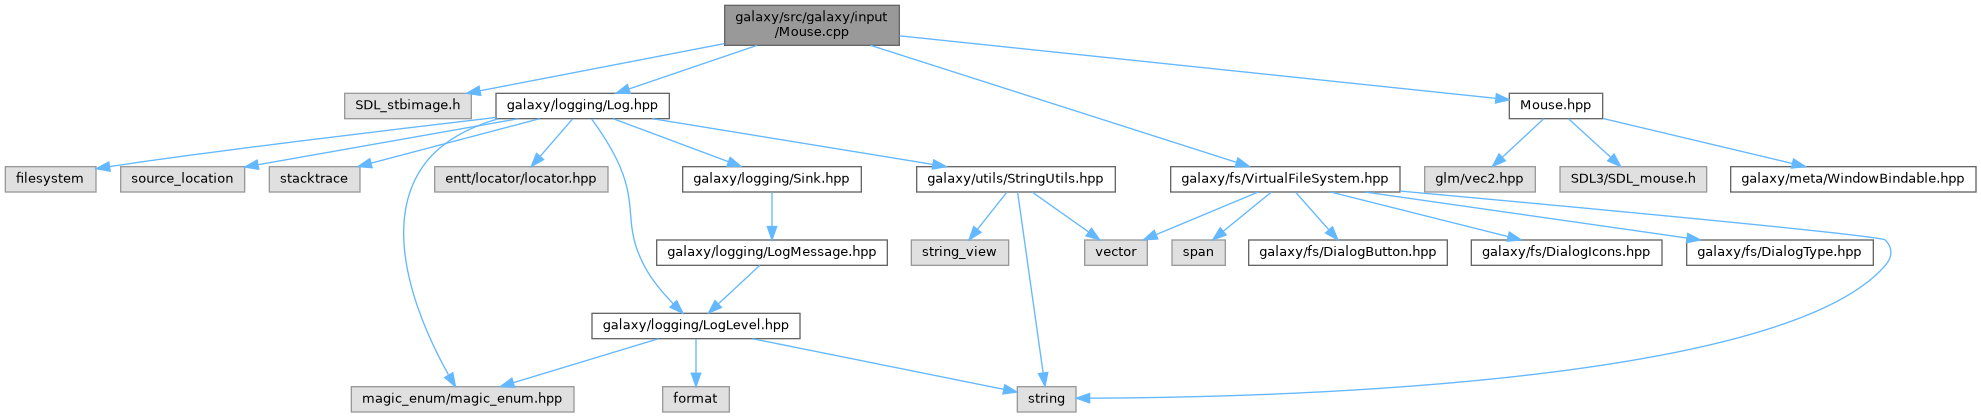 galaxy/src/galaxy/input
/Mouse.cpp
SDL_stbimage.h
galaxy/logging/Log.hpp
Mouse.hpp
filesystem
source_location
stacktrace
entt/locator/locator.hpp
galaxy/logging/Sink.hpp
galaxy/utils/StringUtils.hpp
galaxy/fs/VirtualFileSystem.hpp
glm/vec2.hpp
SDL3/SDL_mouse.h
galaxy/meta/WindowBindable.hpp
galaxy/logging/LogMessage.hpp
string_view
vector
span
galaxy/fs/DialogButton.hpp
galaxy/fs/DialogIcons.hpp
galaxy/fs/DialogType.hpp
galaxy/logging/LogLevel.hpp
magic_enum/magic_enum.hpp
format
string